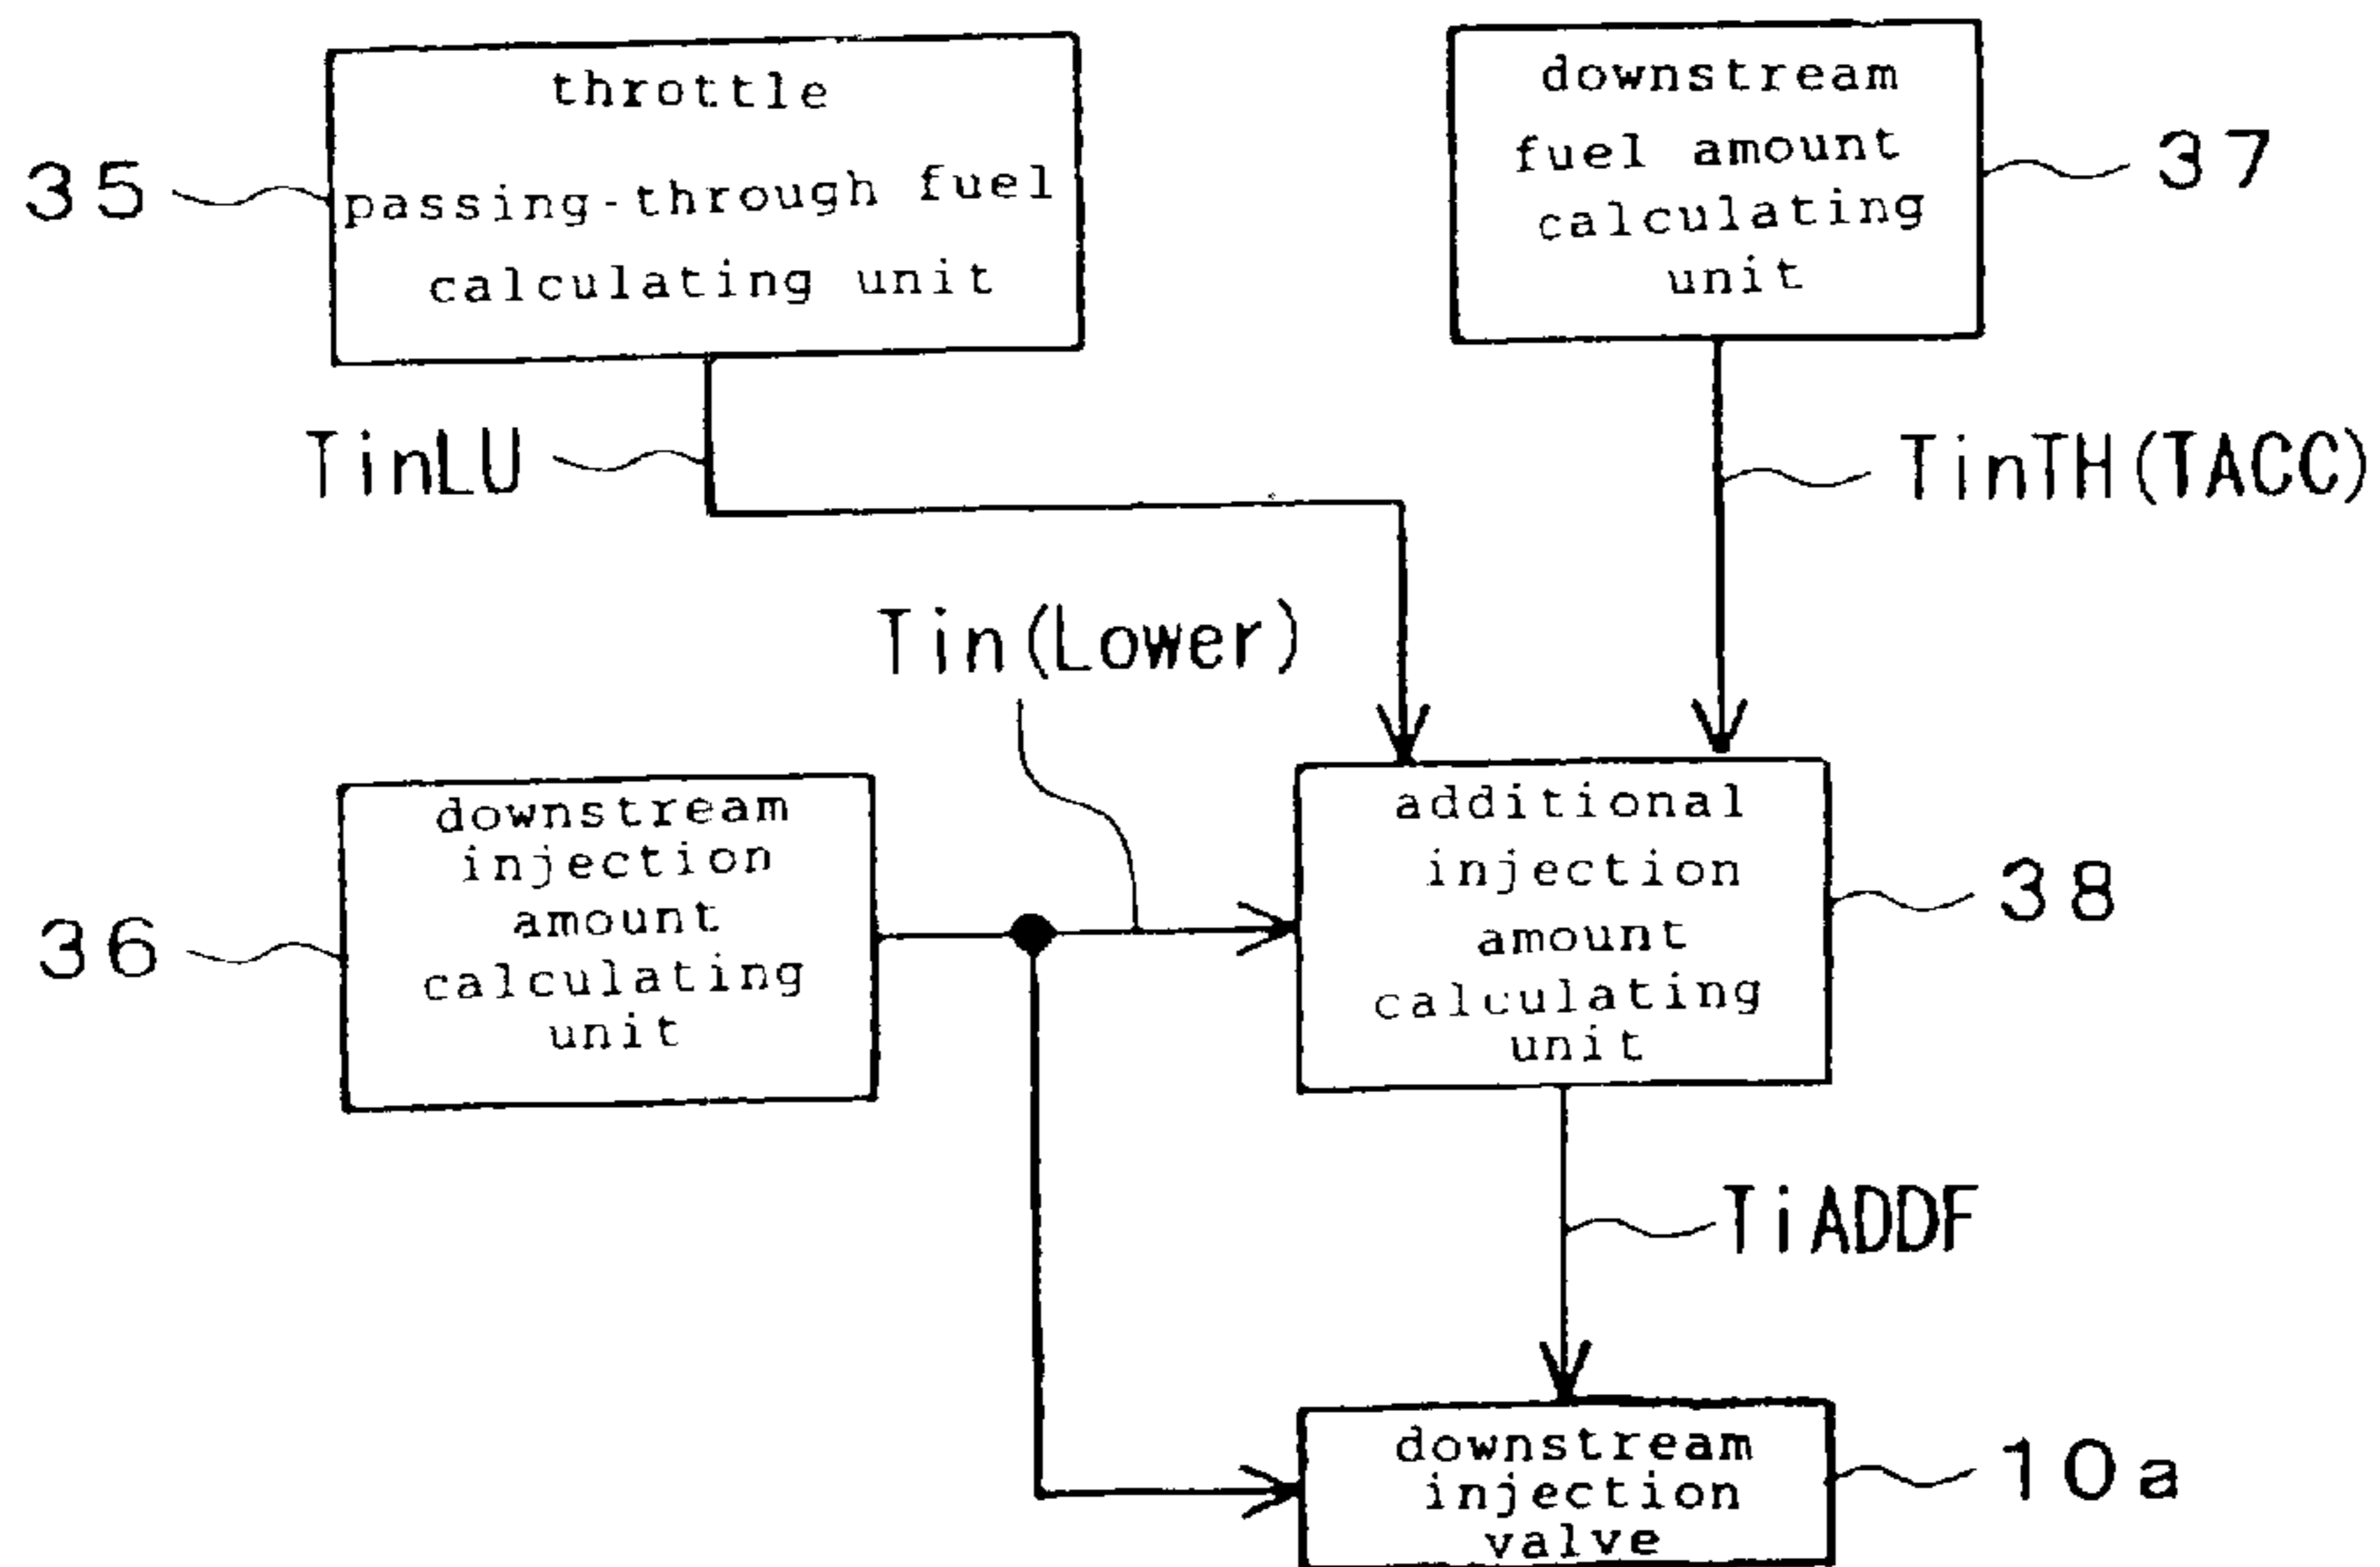 throttle
passing-through fuel
calculating unit
35
downstream
fuel amount
calculating
unit
37
TinLU
TinTH(TACC)
Tin(Lower)
downstream
injection
amount
calculating
unit
36
additional
injection
amount
calculating
unit
38
TiADDF
downstream
injection
valve
10a